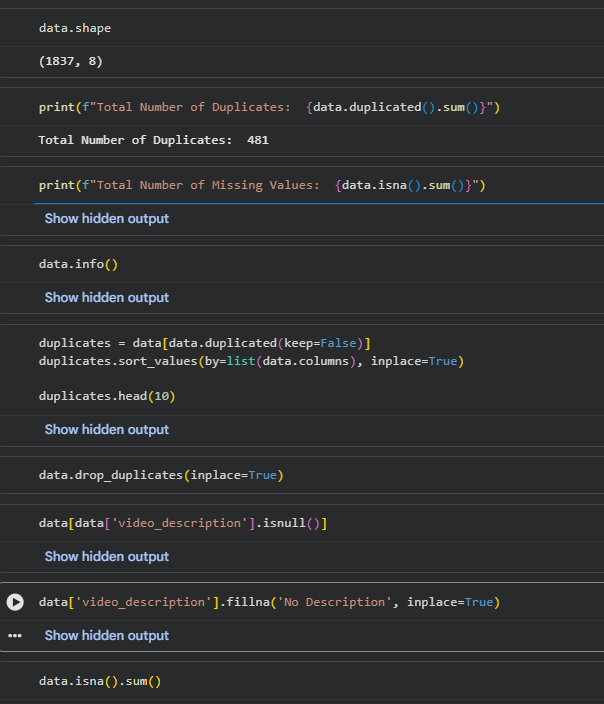 data.shape
(1837, 8)
print(f"Total Number of Duplicates:  {data.duplicated().sum()}")
Total Number of Duplicates:  481
print(f"Total Number of Missing Values:  {data.isna().sum()}")
Show hidden output
data.info()
Show hidden output
duplicates = data[data.duplicated(keep=False)]
duplicates.sort_values(by=list(data.columns), inplace=True)
duplicates.head(10)
Show hidden output
data.drop_duplicates(inplace=True)
data[data['video_description'].isnull()]
Show hidden output
data['video_description'].fillna('No Description', inplace=True)
Show hidden output
data.isna().sum()